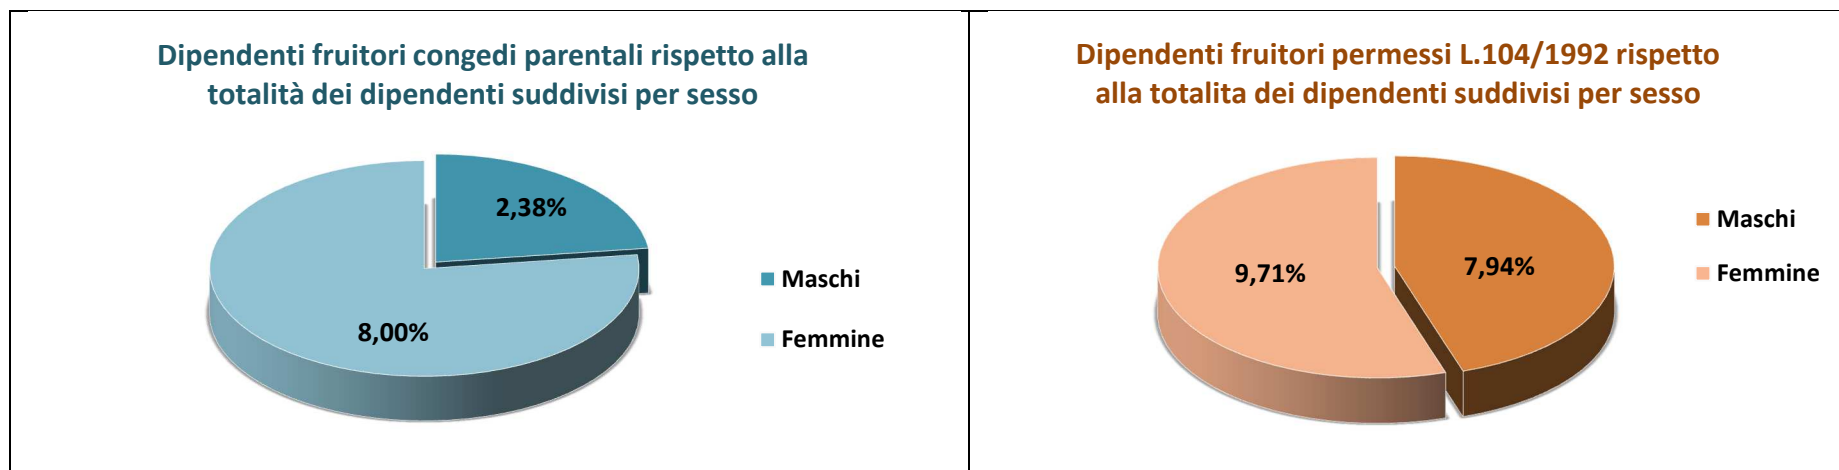 Dipendenti fruitori congedi parentali rispetto alla
totalità dei dipendenti suddivisi per sesso
2,38%
8,00%
Maschi
Femmine
Dipendenti fruitori permessi L.104/1992 rispetto
alla totalita dei dipendenti suddivisi per sesso
9,71%
7,94%
Maschi
Femmine